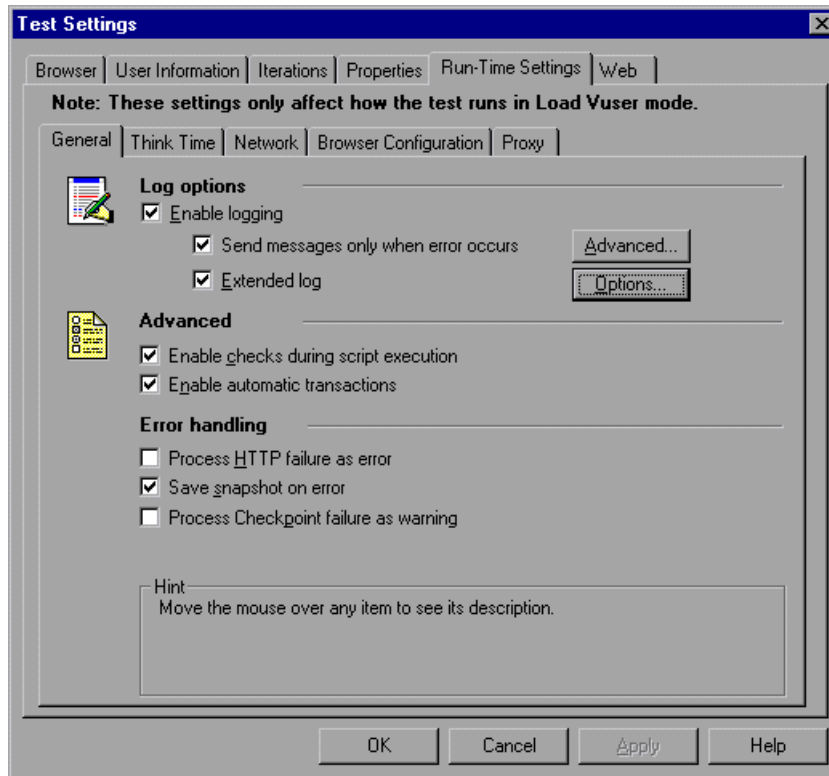 Test Settings
Browser User Information Iterations Properties Run-Time Settings Web
Note: These settings only affect how the test runs in Load Vuser mode.
General Think Time Network Browser Configuration Proxy
Log options
Enable logging
Send messages only when error occurs Advanced...
Extended log Options...
Advanced
Enable checks during script execution
Enable automatic transactions
Error handling
Process HTTP failure as error
Save snapshot on error
Process Checkpoint failure as warning
Hint
Move the mouse over any item to see its description.
OK Cancel Apply Help